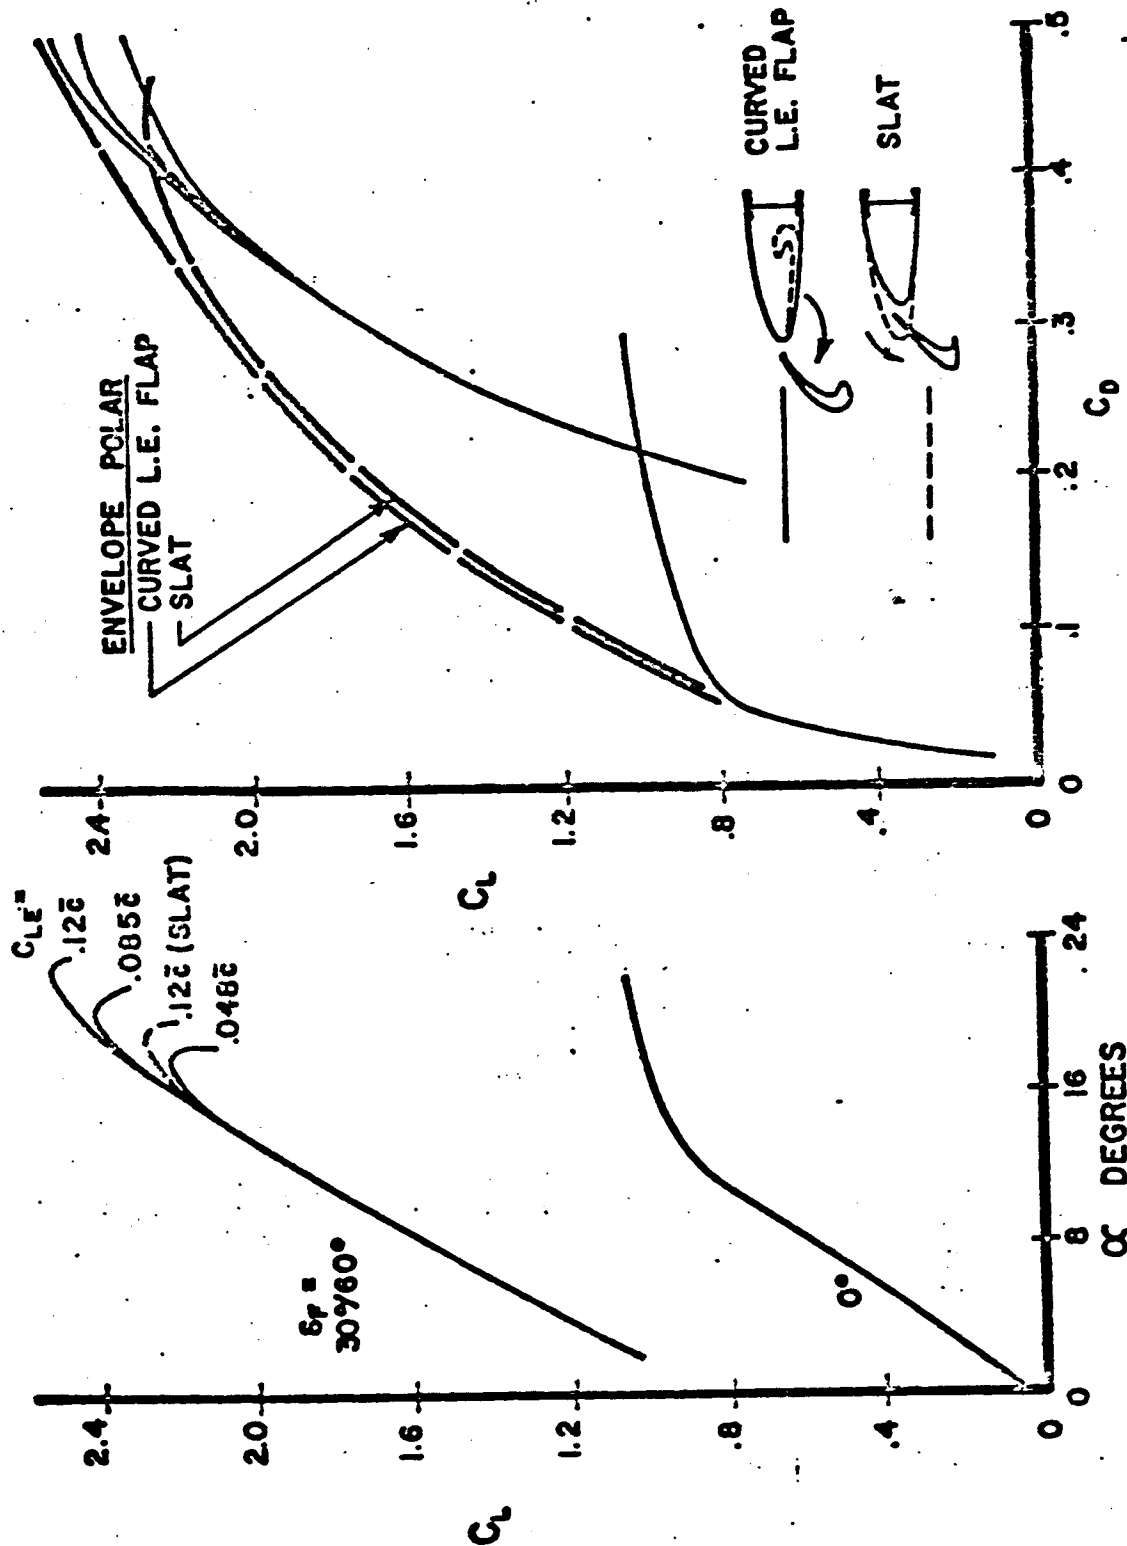 C_L
2.4
2.0
1.6
1.2
.8
.4
0
0
8
16
24
α DEGREES
δF =
30°/60°
0°
C_LE =
.12c̄
.085c̄
.12c̄ (SLAT)
.048c̄
C_L
2.4
2.0
1.6
1.2
.8
.4
0
0
.1
.2
.3
.4
.5
C_D
ENVELOPE POLAR
CURVED L.E. FLAP
SLAT
CURVED
L.E. FLAP
SLAT